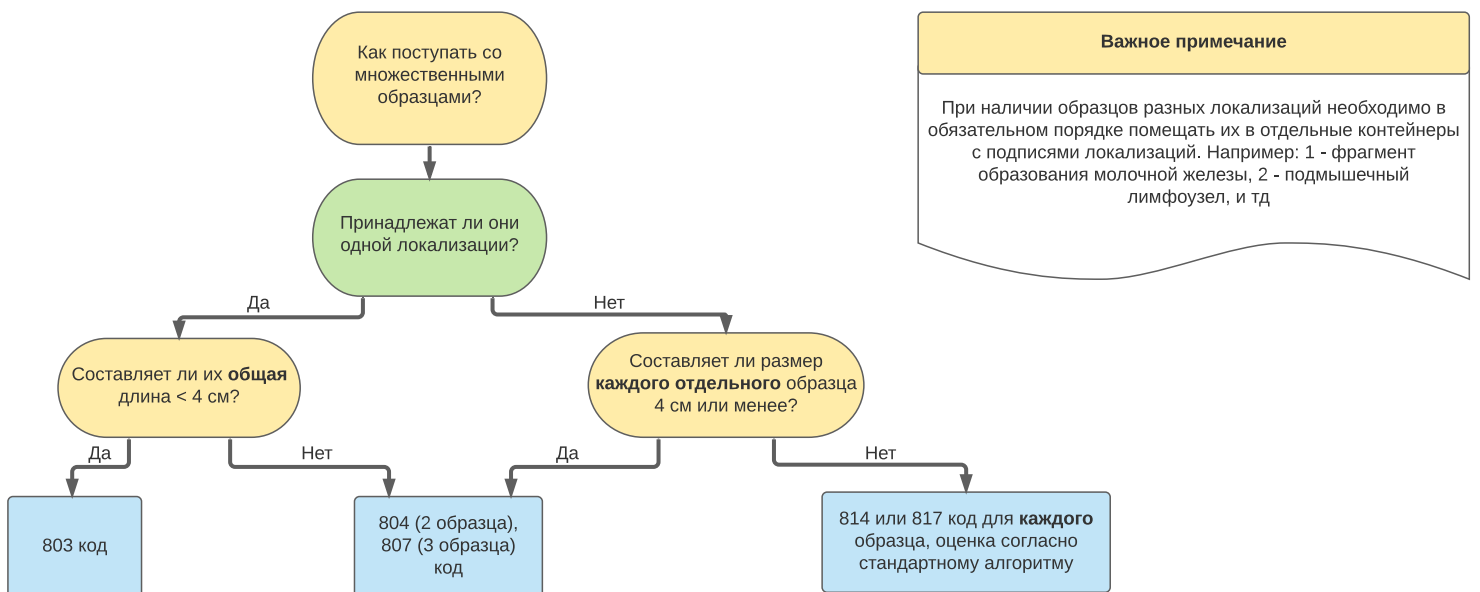 Как поступать со
множественными
образцами?
Важное примечание
При наличии образцов разных локализаций необходимо в
обязательном порядке помещать их в отдельные контейнеры
с подписями локализаций. Например: 1 - фрагмент
образования молочной железы, 2 - подмышечный
лимфоузел, и тд
Принадлежат ли они
одной локализации?
Да
Нет
Составляет ли их общая
длина < 4 см?
Составляет ли размер
каждого отдельного образца
4 см или менее?
Да
Нет
Да
Нет
803 код
804 (2 образца),
807 (3 образца)
код
814 или 817 код для каждого
образца, оценка согласно
стандартному алгоритму